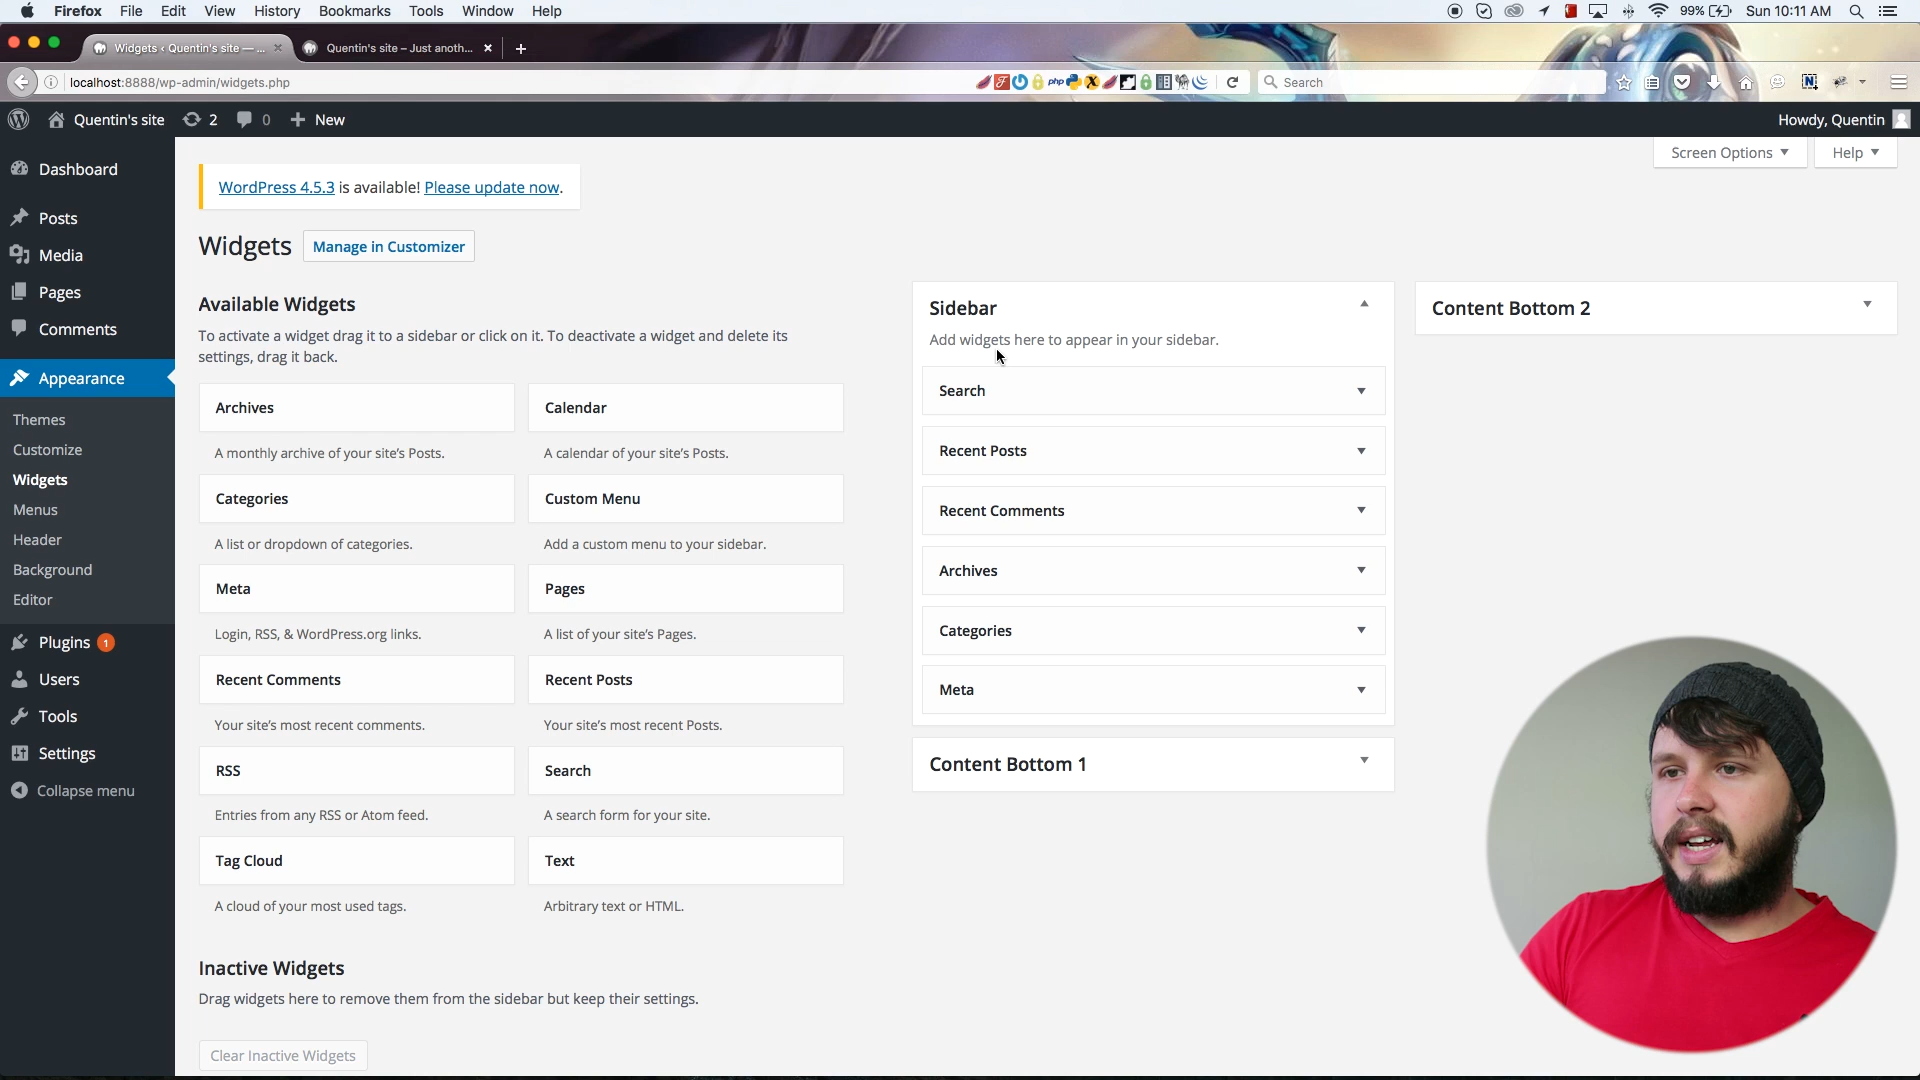 Firefox File Edit View History Bookmarks Tools Window Help 99% Sun 10:11 AM
Widgets ‹ Quentin's site — ... Quentin's site – Just anoth...
localhost:8888/wp-admin/widgets.php php Search
Quentin's site 2 0 New Howdy, Quentin
Screen Options Help
Dashboard
Posts
Media
Pages
Comments
Appearance
Themes
Customize
Widgets
Menus
Header
Background
Editor
Plugins 1
Users
Tools
Settings
Collapse menu
WordPress 4.5.3 is available! Please update now.
Widgets Manage in Customizer
Available Widgets
To activate a widget drag it to a sidebar or click on it. To deactivate a widget and delete its
settings, drag it back.
Archives Calendar
A monthly archive of your site's Posts. A calendar of your site's Posts.
Categories Custom Menu
A list or dropdown of categories. Add a custom menu to your sidebar.
Meta Pages
Login, RSS, & WordPress.org links. A list of your site's Pages.
Recent Comments Recent Posts
Your site's most recent comments. Your site's most recent Posts.
RSS Search
Entries from any RSS or Atom feed. A search form for your site.
Tag Cloud Text
A cloud of your most used tags. Arbitrary text or HTML.
Inactive Widgets
Drag widgets here to remove them from the sidebar but keep their settings.
Clear Inactive Widgets
Sidebar
Add widgets here to appear in your sidebar.
Search
Recent Posts
Recent Comments
Archives
Categories
Meta
Content Bottom 1
Content Bottom 2